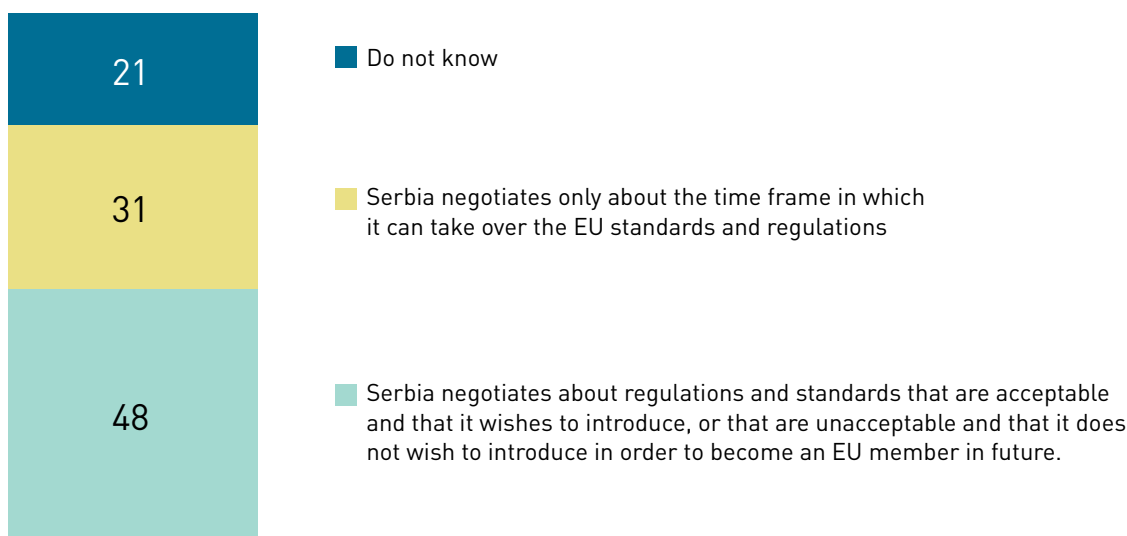 21
Do not know
31
Serbia negotiates only about the time frame in which
it can take over the EU standards and regulations
48
Serbia negotiates about regulations and standards that are acceptable
and that it wishes to introduce, or that are unacceptable and that it does
not wish to introduce in order to become an EU member in future.